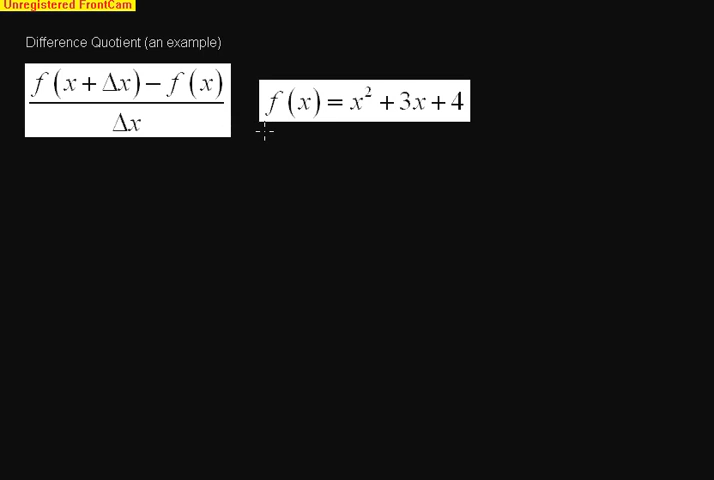 Unregistered FrontCam
Difference Quotient (an example)
f(x + Δx) − f(x)
Δx
f(x) = x² + 3x + 4